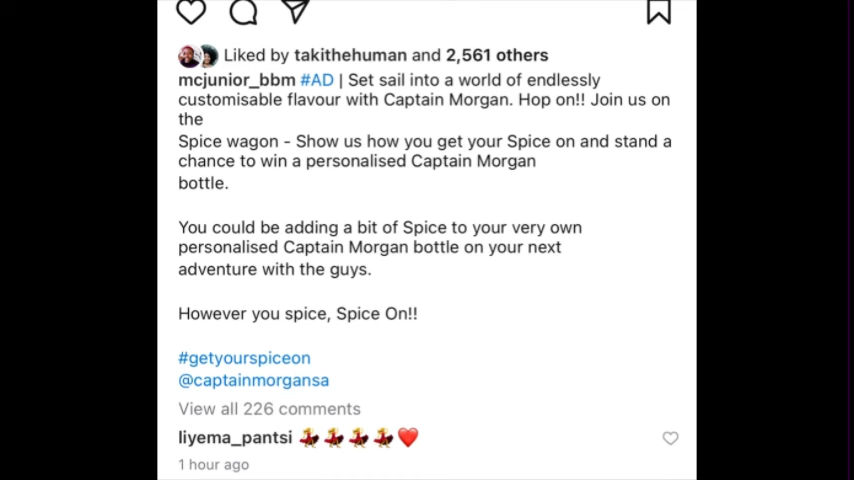 Liked by takithehuman and 2,561 others
mcjunior_bbm #AD | Set sail into a world of endlessly
customisable flavour with Captain Morgan. Hop on!! Join us on
the
Spice wagon - Show us how you get your Spice on and stand a
chance to win a personalised Captain Morgan
bottle.
You could be adding a bit of Spice to your very own
personalised Captain Morgan bottle on your next
adventure with the guys.
However you spice, Spice On!!
#getyourspiceon
@captainmorgansa
View all 226 comments
liyema_pantsi 💃💃💃💃❤️
1 hour ago